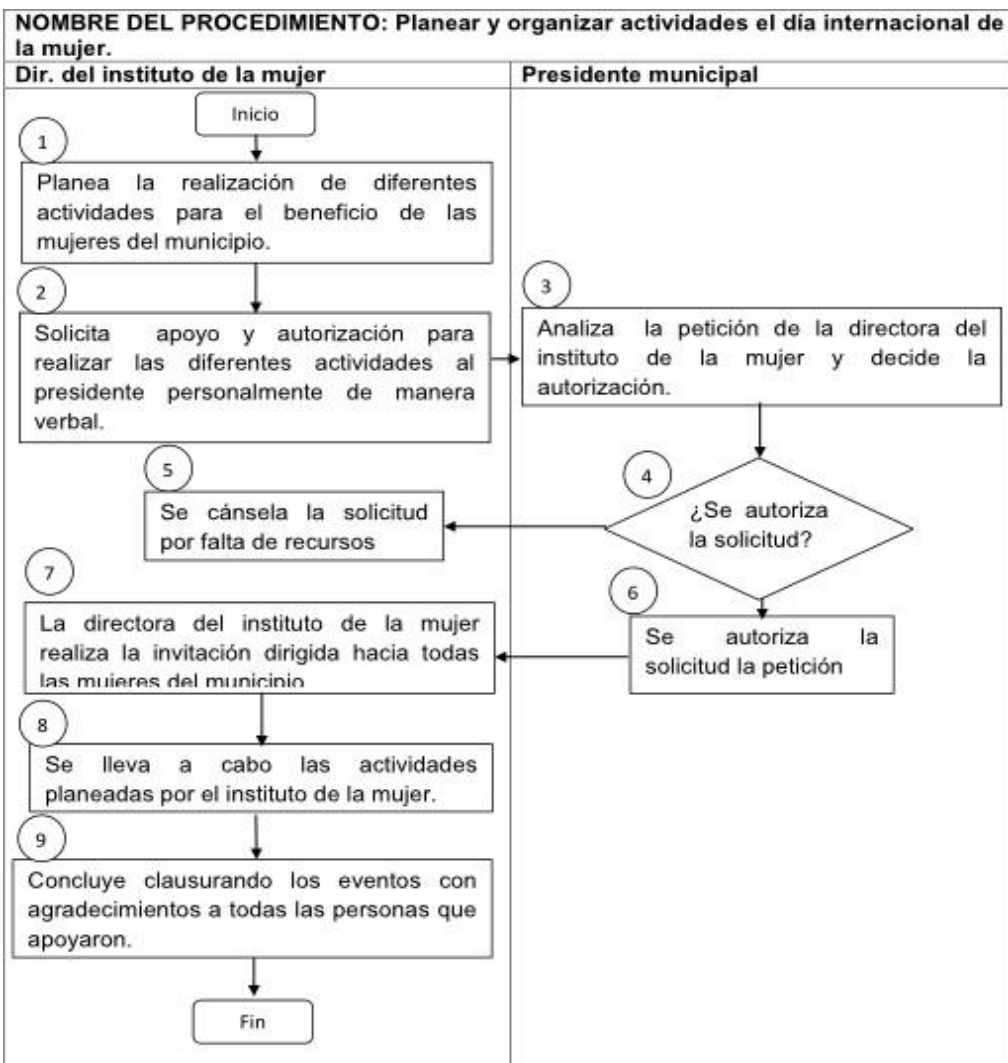 NOMBRE DEL PROCEDIMIENTO: Planear y organizar actividades el día internacional de
la mujer.
Dir. del instituto de la mujer
Presidente municipal
Inicio
1
Planea la realización de diferentes
actividades para el beneficio de las
mujeres del municipio.
2
Solicita apoyo y autorización para
realizar las diferentes actividades al
presidente personalmente de manera
verbal.
3
Analiza la petición de la directora del
instituto de la mujer y decide la
autorización.
4
¿Se autoriza
la solicitud?
5
Se cánsela la solicitud
por falta de recursos
6
Se autoriza la
solicitud la petición
7
La directora del instituto de la mujer
realiza la invitación dirigida hacia todas
las mujeres del municipio
8
Se lleva a cabo las actividades
planeadas por el instituto de la mujer.
9
Concluye clausurando los eventos con
agradecimientos a todas las personas que
apoyaron.
Fin